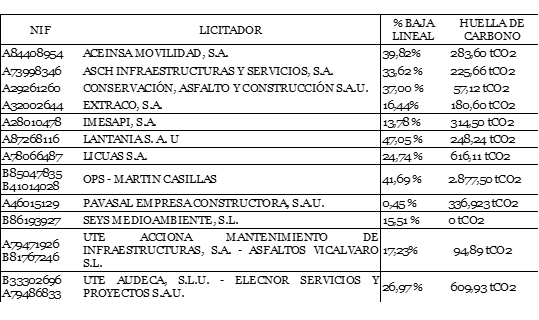 NIF LICITADOR % BAJA LINEAL HUELLA DE CARBONO
A84408954 ACEINSA MOVILIDAD, S.A. 39,82% 283,60 tCO2
A73998346 ASCH INFRAESTRUCTURAS Y SERVICIOS, S.A. 33,62 % 225,66 tCO2
A29261260 CONSERVACIÓN, ASFALTO Y CONSTRUCCIÓN S.A.U. 37,00 % 57,12 tCO2
A32002644 EXTRACO, S.A. 16,44% 180,60 tCO2
A28010478 IMESAPI, S.A. 13,78 % 314,50 tCO2
A87268116 LANTANIA S. A. U 47,05 % 248,24 tCO2
A78066487 LICUAS S.A. 24,74 % 616,11 tCO2
B85047835
B41014028 OPS - MARTIN CASILLAS 41,69 % 2.877,50 tCO2
A46015129 PAVASAL EMPRESA CONSTRUCTORA, S.A.U. 0,45 % 336,923 tCO2
B86193927 SEYS MEDIOAMBIENTE, S.L. 15,51 % 0 tCO2
A79471926
B81767246 UTE ACCIONA MANTENIMIENTO DE
INFRAESTRUCTURAS, S.A. - ASFALTOS VICALVARO
S.L. 17,23% 94,89 tCO2
B33302696
A79486833 UTE AUDECA, S.L.U. - ELECNOR SERVICIOS Y
PROYECTOS S.A.U. 26,97 % 609,93 tCO2